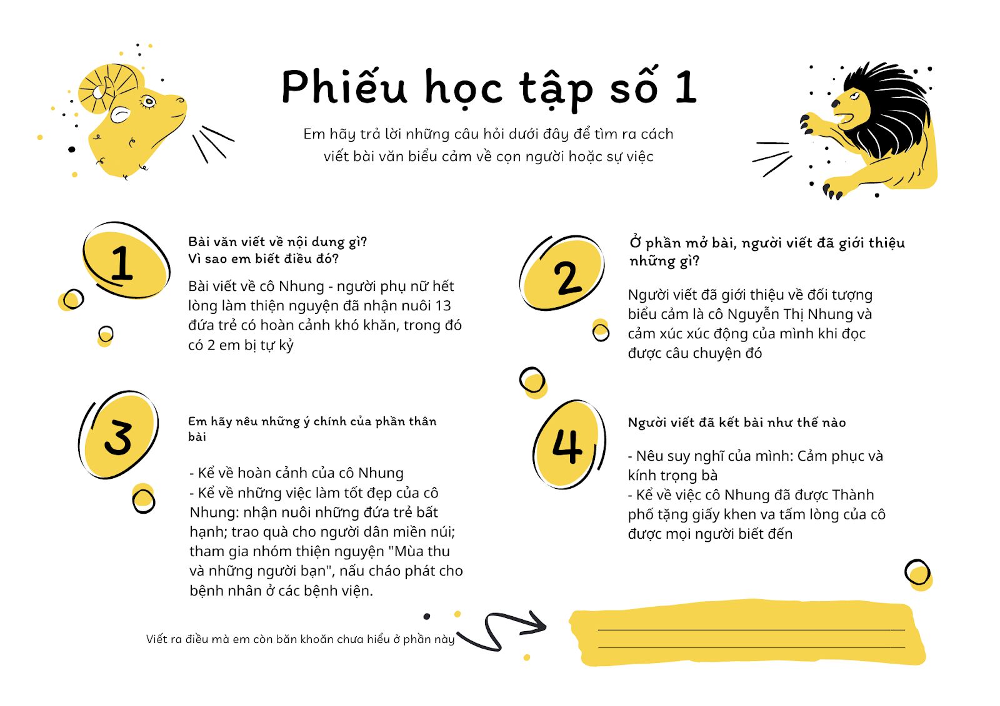 Phiếu học tập số 1
Em hãy trả lời những câu hỏi dưới đây để tìm ra cách
viết bài văn biểu cảm về cọn người hoặc sự việc
1
Bài văn viết về nội dung gì?
Vì sao em biết điều đó?
Bài viết về cô Nhung - người phụ nữ hết
lòng làm thiện nguyện đã nhận nuôi 13
đứa trẻ có hoàn cảnh khó khăn, trong đó
có 2 em bị tự kỷ
2
Ở phần mở bài, người viết đã giới thiệu
những gì?
Người viết đã giới thiệu về đối tượng
biểu cảm là cô Nguyễn Thị Nhung và
cảm xúc xúc động của mình khi đọc
được câu chuyện đó
3
Em hãy nêu những ý chính của phần thân
bài
- Kể về hoàn cảnh của cô Nhung
- Kể về những việc làm tốt đẹp của cô
Nhung: nhận nuôi những đứa trẻ bất
hạnh; trao quà cho người dân miền núi;
tham gia nhóm thiện nguyện "Mùa thu
và những người bạn", nấu cháo phát cho
bệnh nhân ở các bệnh viện.
4
Người viết đã kết bài như thế nào
- Nêu suy nghĩ của mình: Cảm phục và
kính trọng bà
- Kể về việc cô Nhung đã được Thành
phố tặng giấy khen va tấm lòng của cô
được mọi người biết đến
Viết ra điều mà em còn băn khoăn chưa hiểu ở phần này